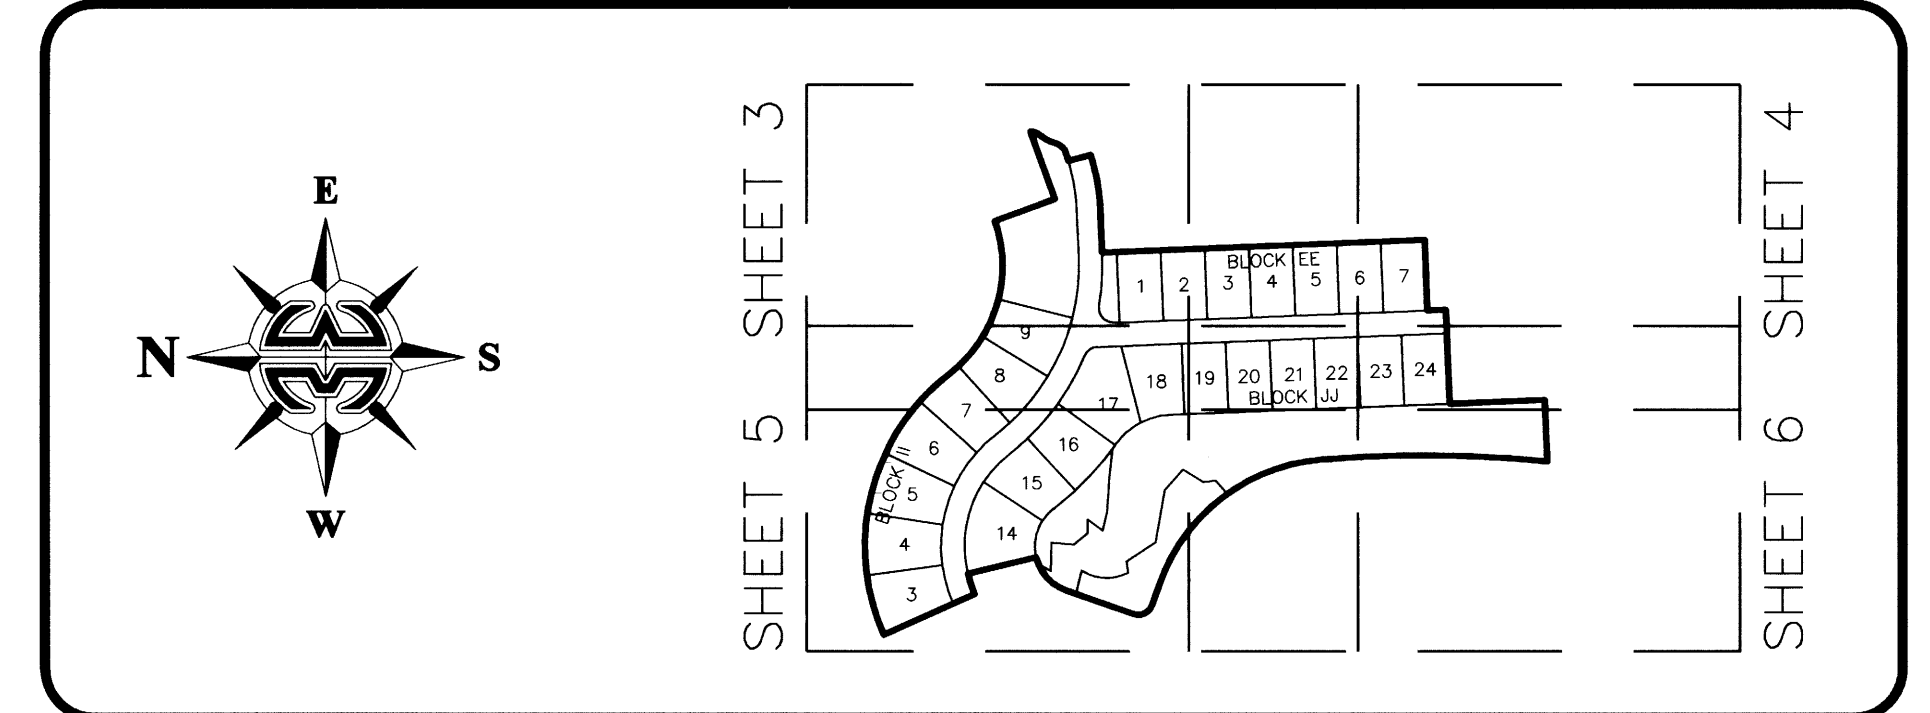 E
N
S
W
SHEET 3
SHEET 4
SHEET 5
SHEET 6
BLOCK EE
1 2 3 4 5 6 7
9
8
7
6
5
4
3
BLOCK II
18 19 20 21 22 23 24
BLOCK JJ
17
16
15
14